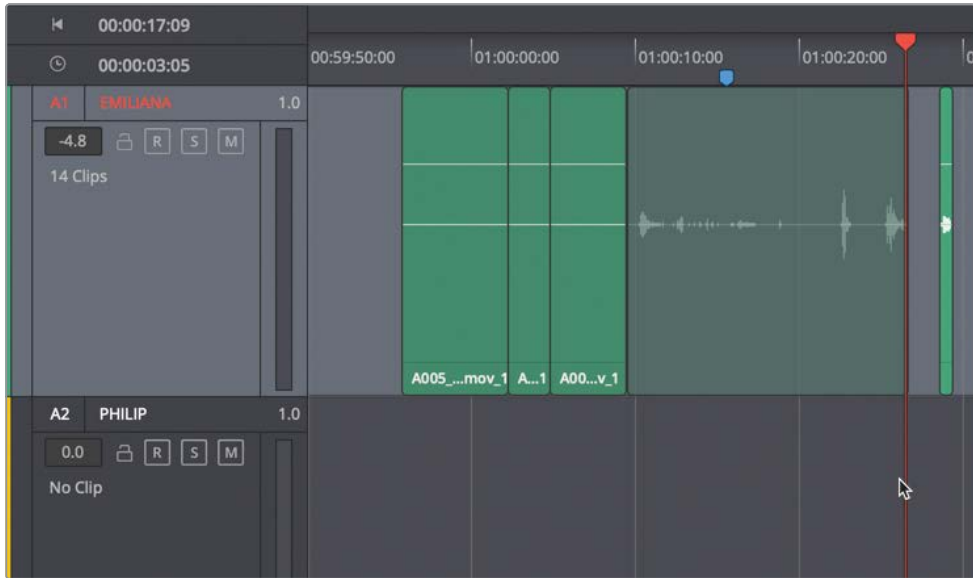 00:00:17:09
00:00:03:05
00:59:50:00 01:00:00:00 01:00:10:00 01:00:20:00
A1 EMILIANA 1.0
-4.8 R S M
14 Clips
A005_...mov_1 A...1 A00...v_1
A2 PHILIP 1.0
0.0 R S M
No Clip